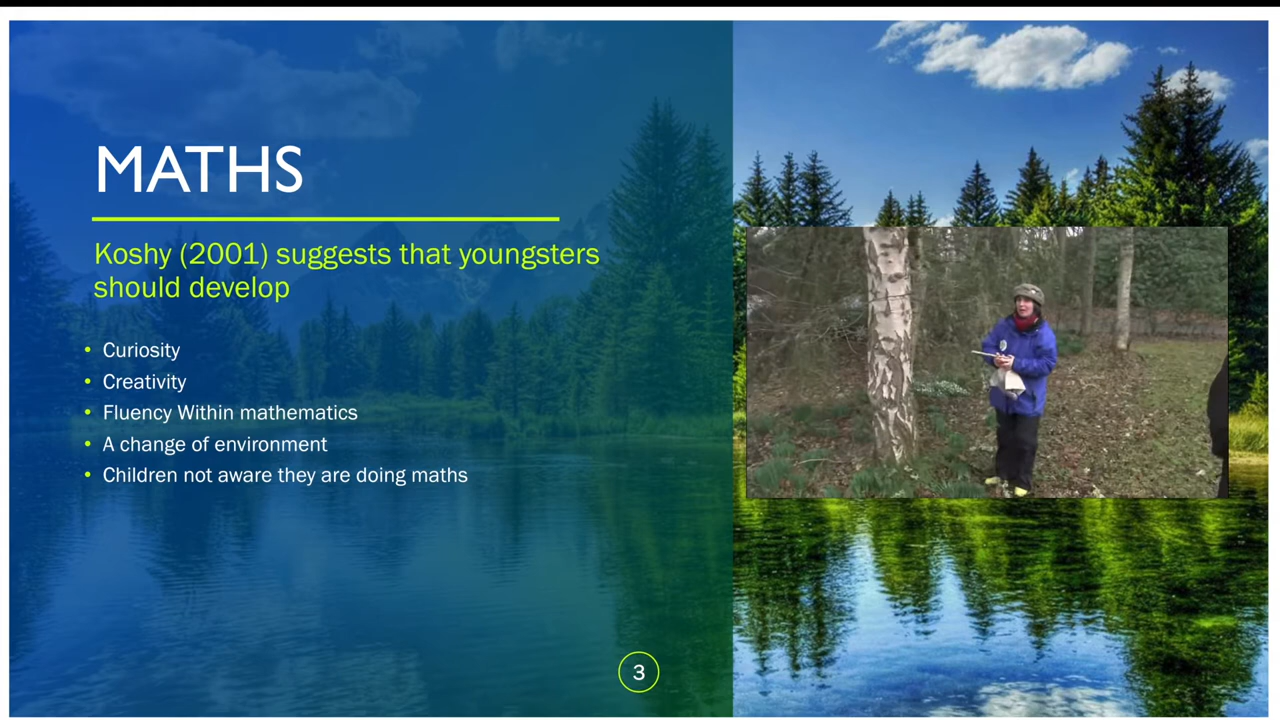 MATHS
Koshy (2001) suggests that youngsters
should develop
• Curiosity
• Creativity
• Fluency Within mathematics
• A change of environment
• Children not aware they are doing maths
3